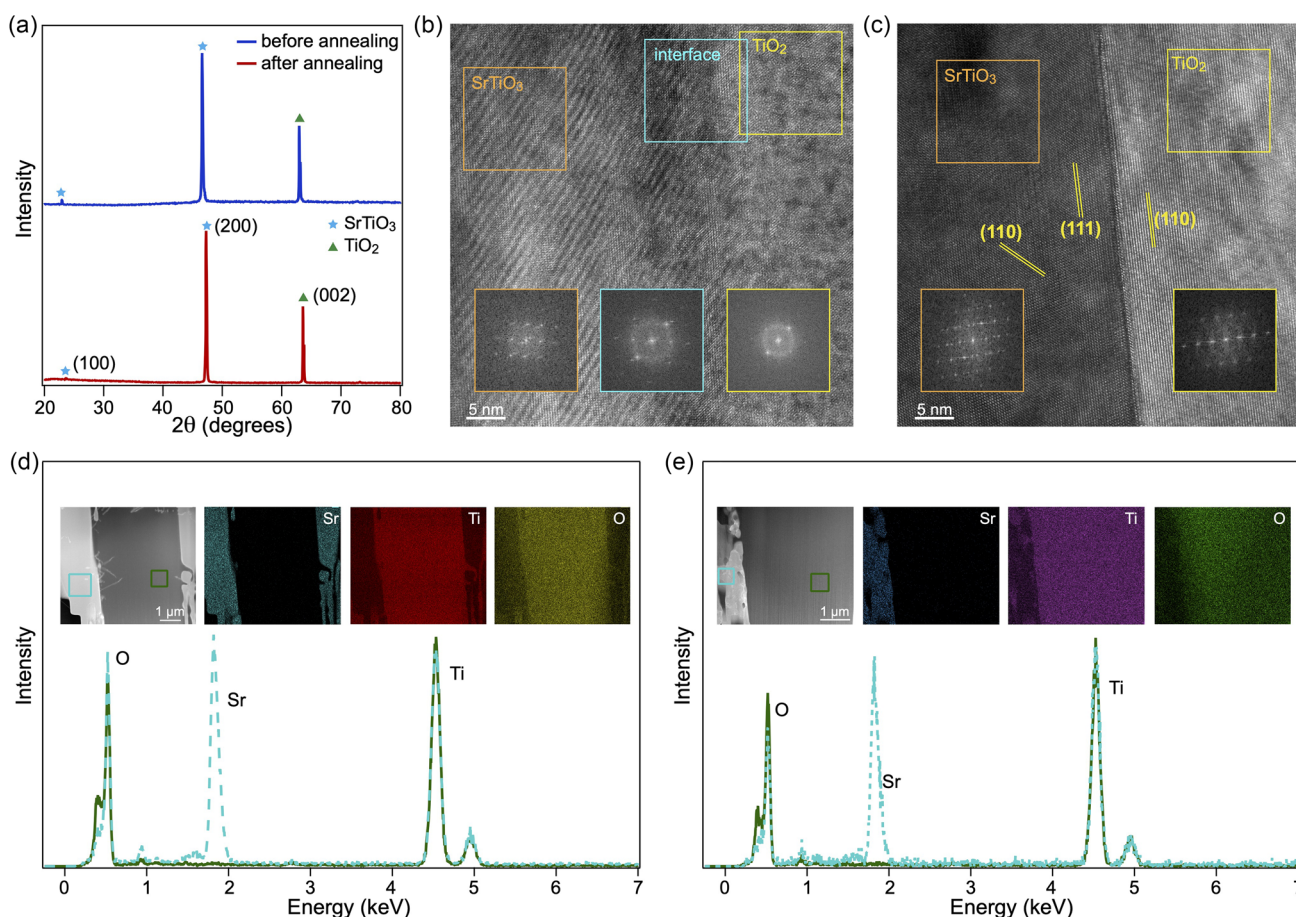 (a)
before annealing
after annealing
Intensity
SrTiO₃
TiO₂
(200)
(002)
(100)
20 30 40 50 60 70 80
2θ (degrees)
(b)
SrTiO₃
interface
TiO₂
5 nm
(c)
SrTiO₃
TiO₂
(110)
(111)
(110)
5 nm
(d)
Intensity
1 µm
Sr
Ti
O
O
Sr
Ti
0 1 2 3 4 5 6 7
Energy (keV)
(e)
Intensity
1 µm
Sr
Ti
O
O
Sr
Ti
0 1 2 3 4 5 6 7
Energy (keV)